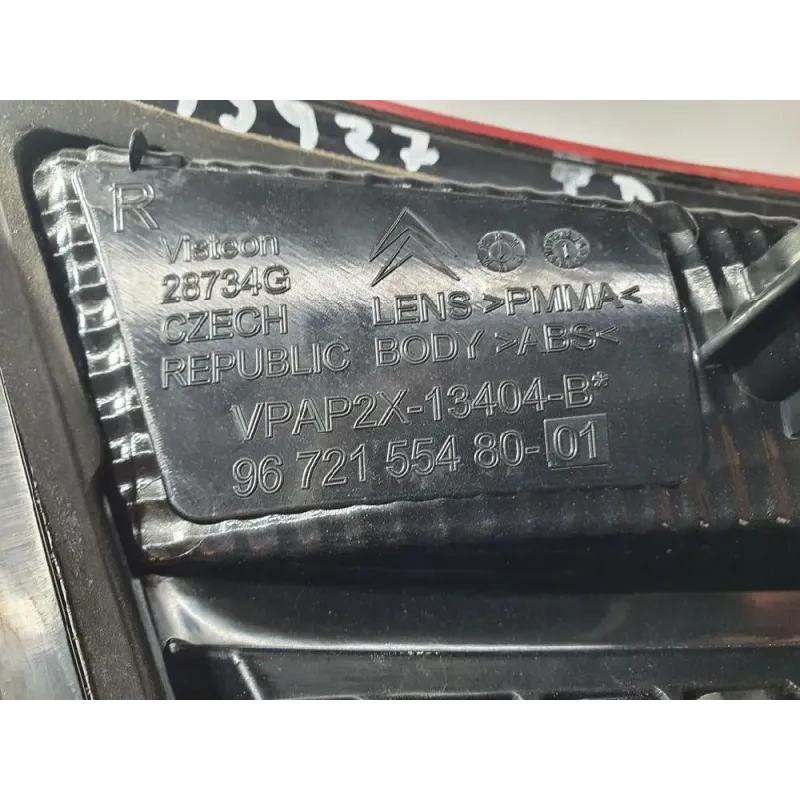 R
Visteon
28734G
CZECH LENS >PMMA<
REPUBLIC BODY >ABS<
VPAP2X-13404-B*
96 721 554 80-01